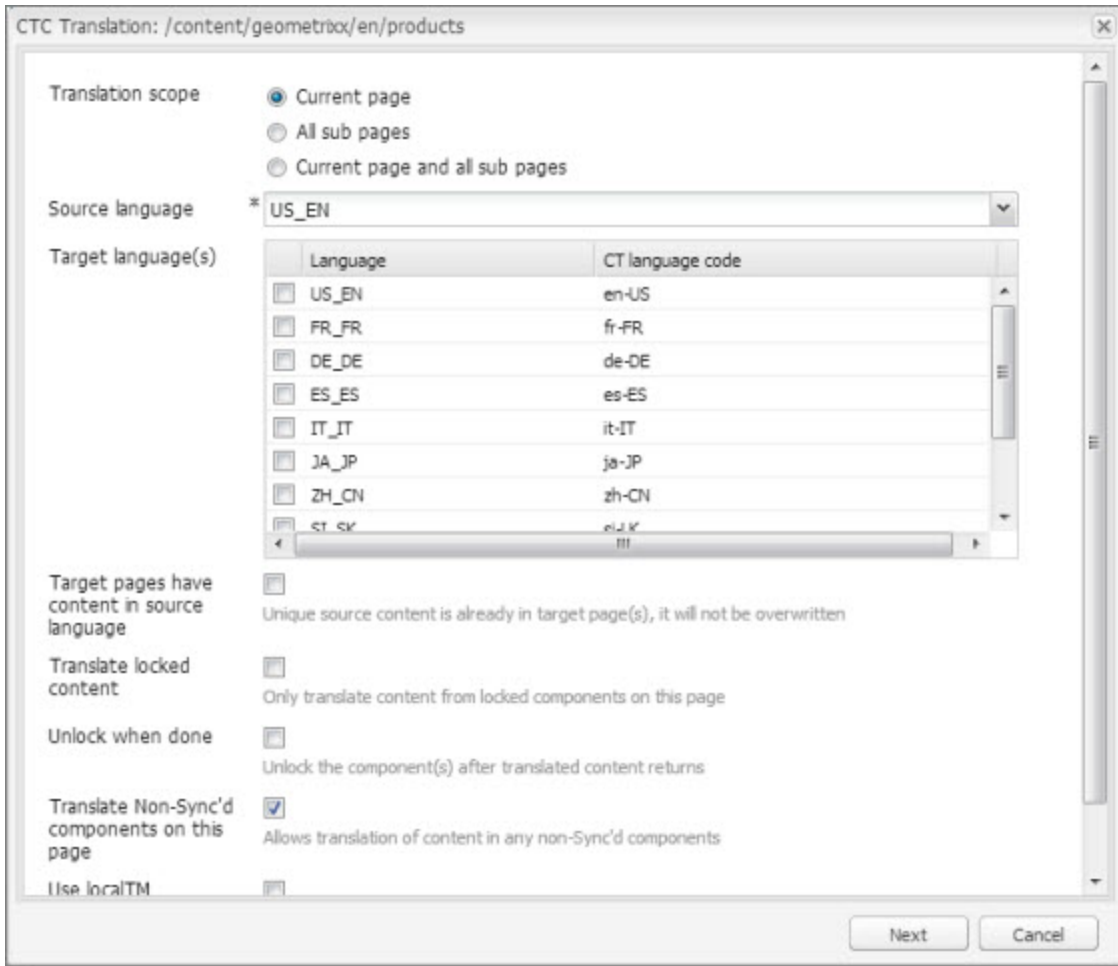 CTC Translation: /content/geometrixx/en/products
Translation scope
Current page
All sub pages
Current page and all sub pages
Source language * US_EN
Target language(s)
Language CT language code
US_EN en-US
FR_FR fr-FR
DE_DE de-DE
ES_ES es-ES
IT_IT it-IT
JA_JP ja-JP
ZH_CN zh-CN
SI_SK si-LK
Target pages have
content in source
language
Unique source content is already in target page(s), it will not be overwritten
Translate locked
content
Only translate content from locked components on this page
Unlock when done
Unlock the component(s) after translated content returns
Translate Non-Sync'd
components on this
page
Allows translation of content in any non-Sync'd components
Use localTM
Next Cancel